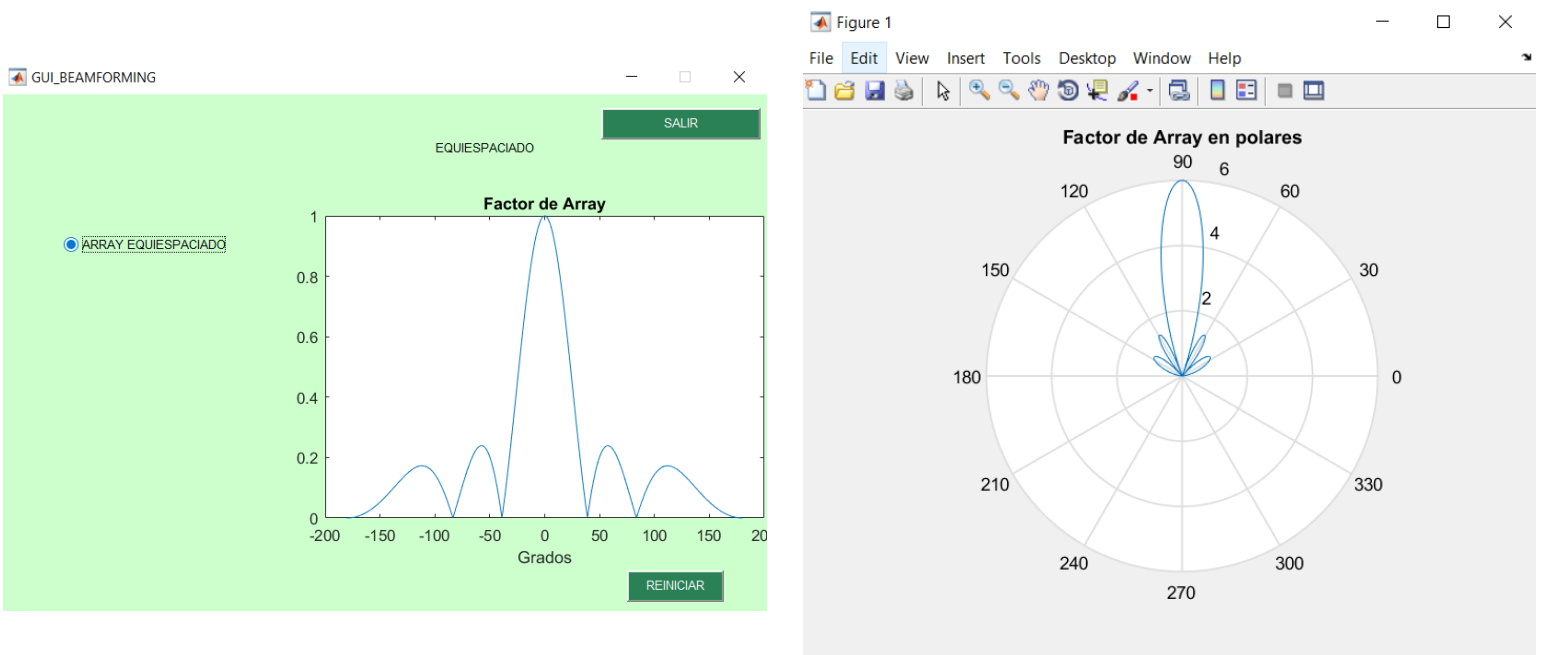 GUI_BEAMFORMING
SALIR
EQUIESPACIADO
ARRAY EQUIESPACIADO
Factor de Array
1
0.8
0.6
0.4
0.2
0
-200 -150 -100 -50 0 50 100 150 20
Grados
REINICIAR
Figure 1
File Edit View Insert Tools Desktop Window Help
Factor de Array en polares
90
6
120
60
4
150
30
2
180
0
210
330
240
300
270